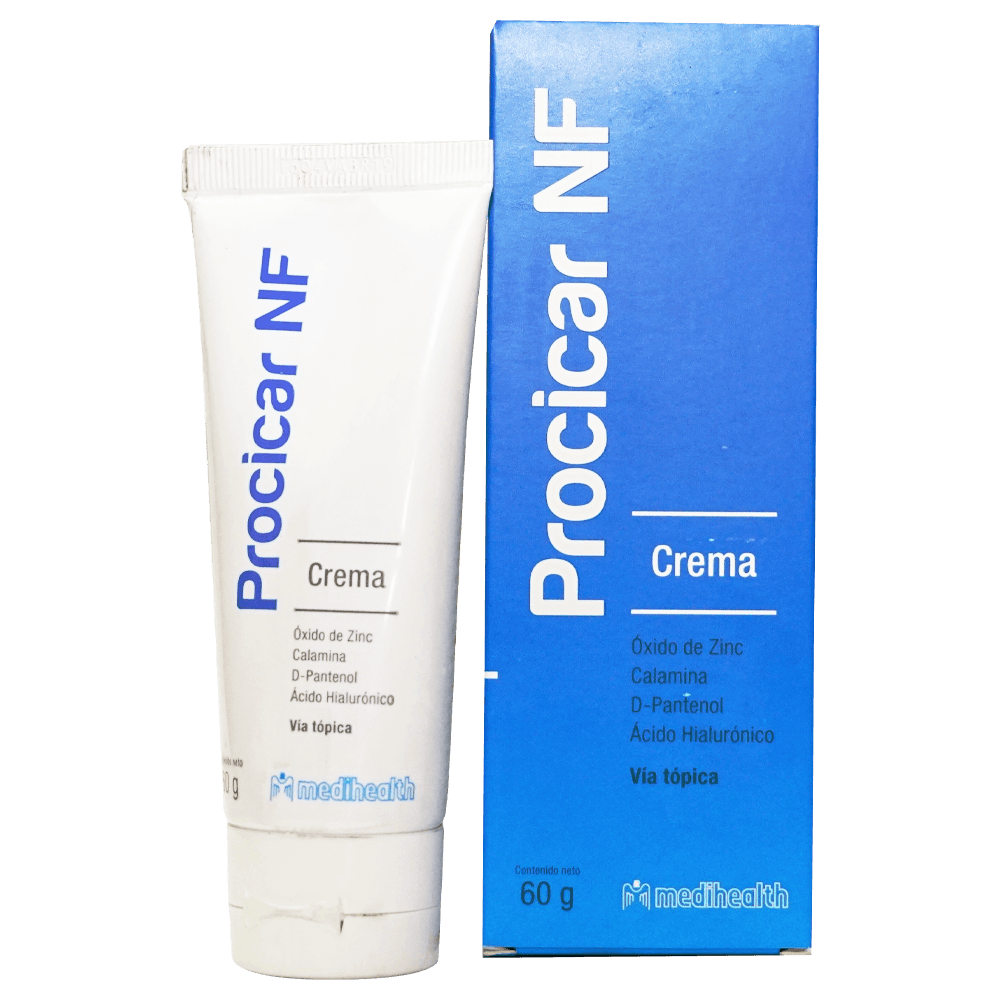 Procicar NF
Crema
Óxido de Zinc
Calamina
D-Pantenol
Ácido Hialurónico
Vía tópica
medihealth
Procicar NF
Crema
Óxido de Zinc
Calamina
D-Pantenol
Ácido Hialurónico
Vía tópica
Contenido neto
60 g
medihealth